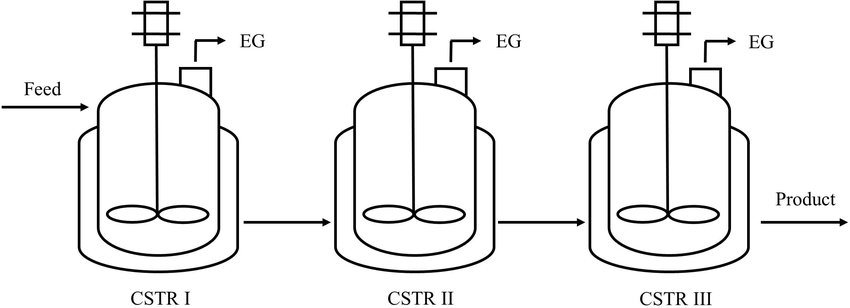 EG
EG
EG
Feed
Product
CSTR I
CSTR II
CSTR III